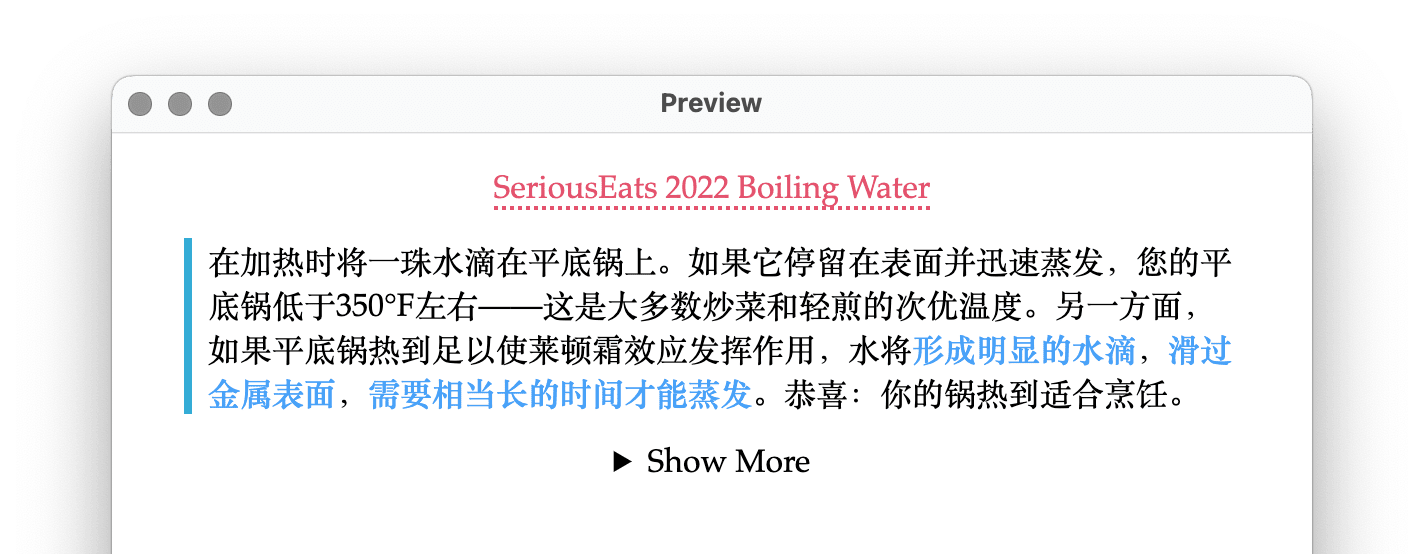 Preview
SeriousEats 2022 Boiling Water
在加热时将一珠水滴在平底锅上。如果它停留在表面并迅速蒸发，您的平
底锅低于350°F左右——这是大多数炒菜和轻煎的次优温度。另一方面，
如果平底锅热到足以使莱顿霜效应发挥作用，水将形成明显的水滴，滑过
金属表面，需要相当长的时间才能蒸发。恭喜：你的锅热到适合烹饪。
▶ Show More